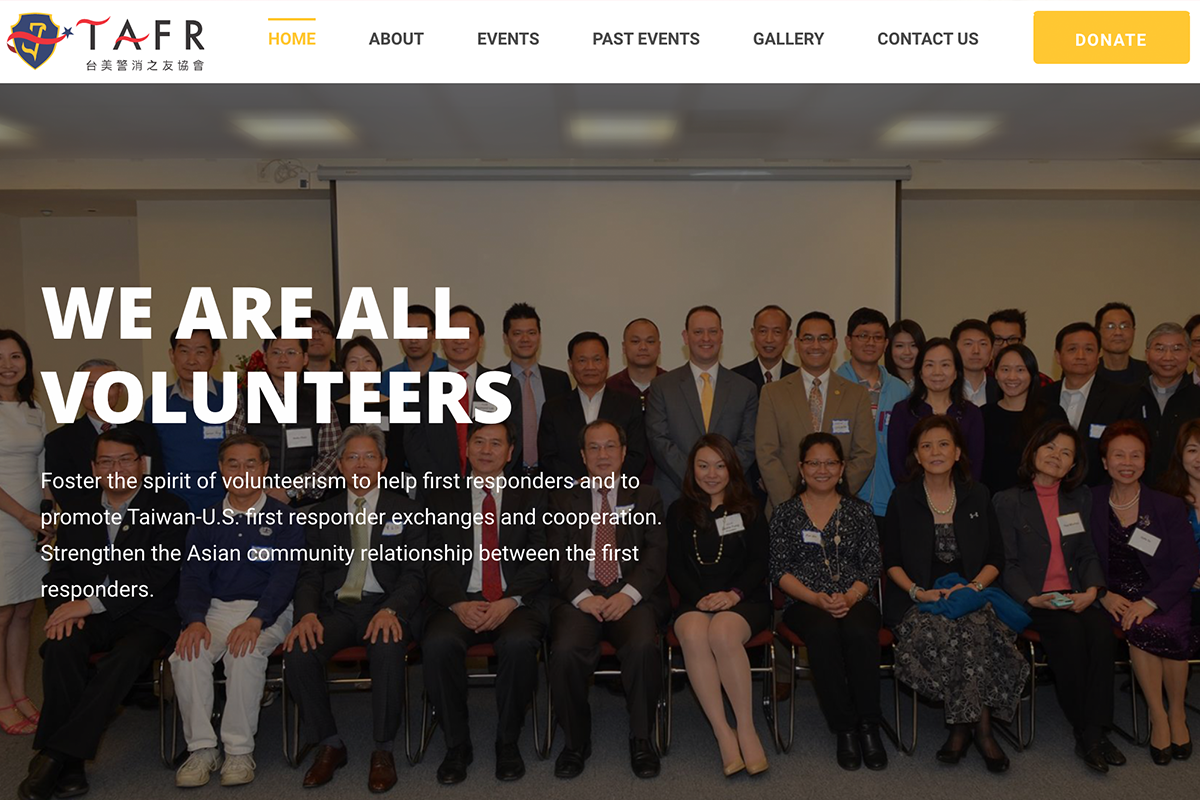 TAFR
台美警消之友協會
HOME ABOUT EVENTS PAST EVENTS GALLERY CONTACT US DONATE
WE ARE ALL
VOLUNTEERS
Foster the spirit of volunteerism to help first responders and to
promote Taiwan-U.S. first responder exchanges and cooperation.
Strengthen the Asian community relationship between the first
responders.